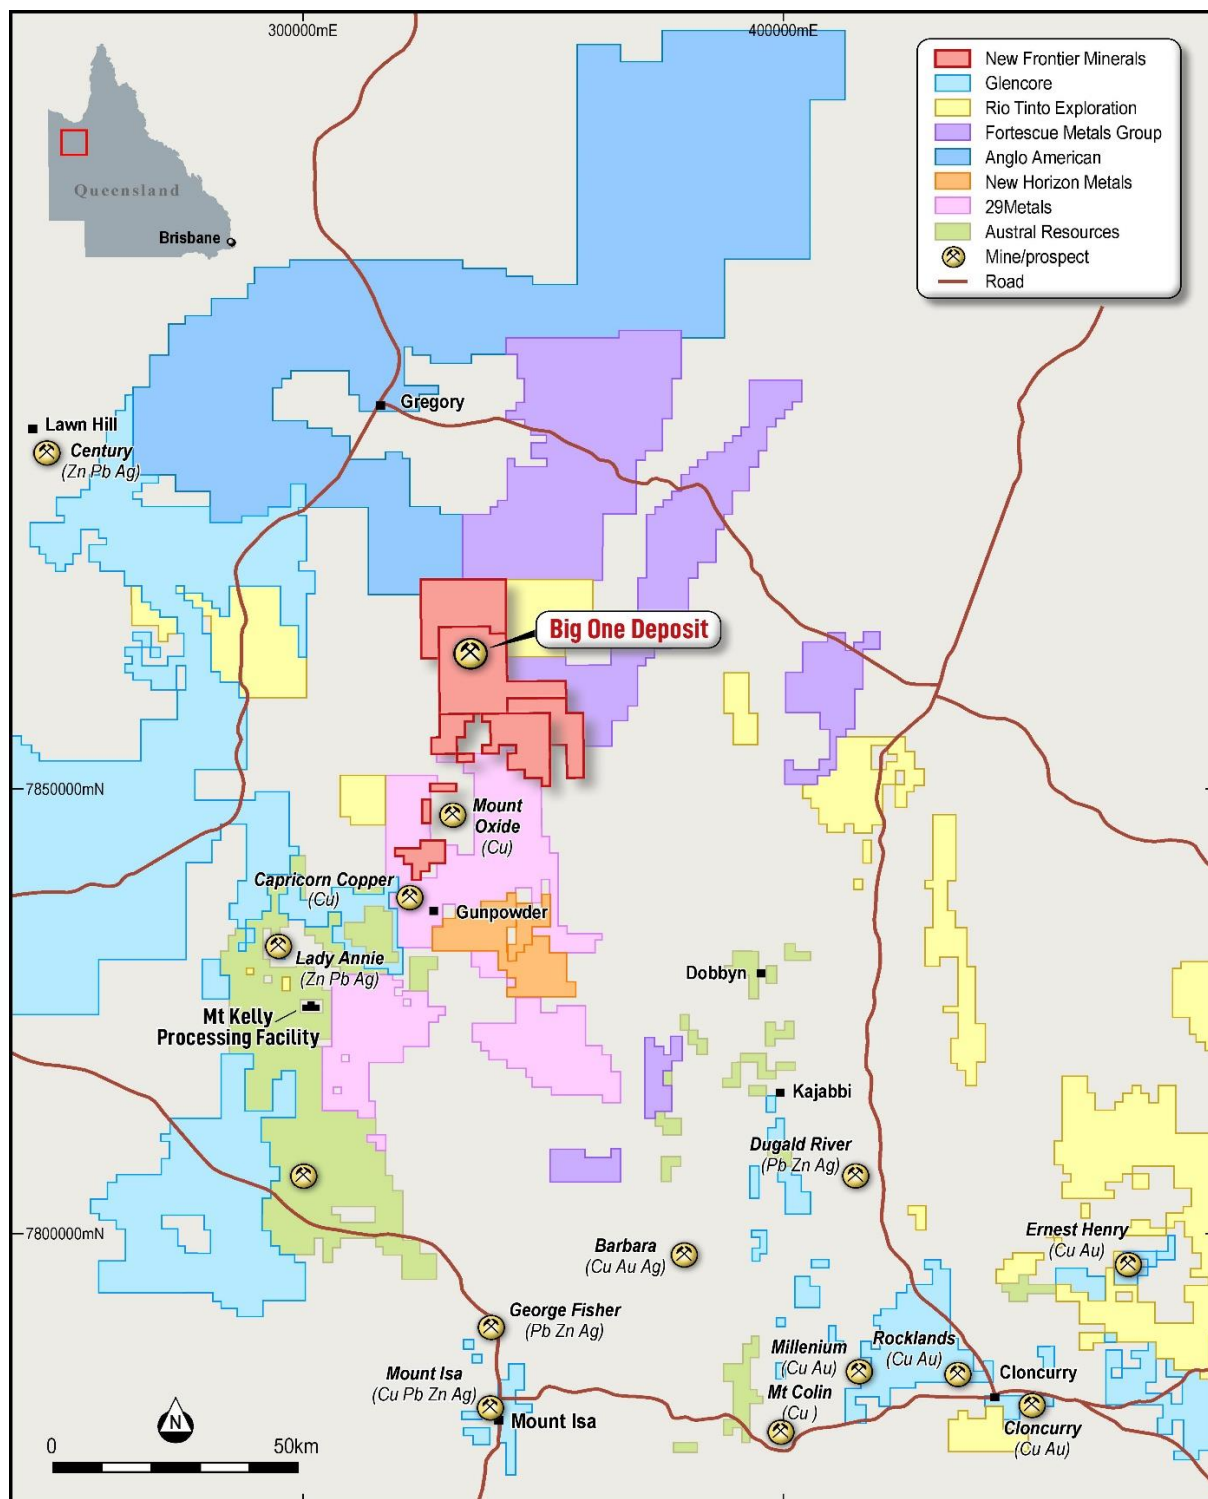 300000mE
400000mE
New Frontier Minerals
Glencore
Rio Tinto Exploration
Fortescue Metals Group
Anglo American
New Horizon Metals
29Metals
Austral Resources
Mine/prospect
Road
Queensland
Brisbane
Gregory
Lawn Hill
Century
(Zn Pb Ag)
Big One Deposit
7850000mN
Mount
Oxide
(Cu)
Capricorn Copper
(Cu)
Gunpowder
Lady Annie
(Zn Pb Ag)
Dobbyn
Mt Kelly
Processing Facility
Kajabbi
Dugald River
(Pb Zn Ag)
7800000mN
Barbara
(Cu Au Ag)
Ernest Henry
(Cu Au)
George Fisher
(Pb Zn Ag)
Millenium
(Cu Au)
Rocklands
(Cu Au)
Mount Isa
(Cu Pb Zn Ag)
Mount Isa
Mt Colin
(Cu )
Cloncurry
Cloncurry
(Cu Au)
N
0
50km